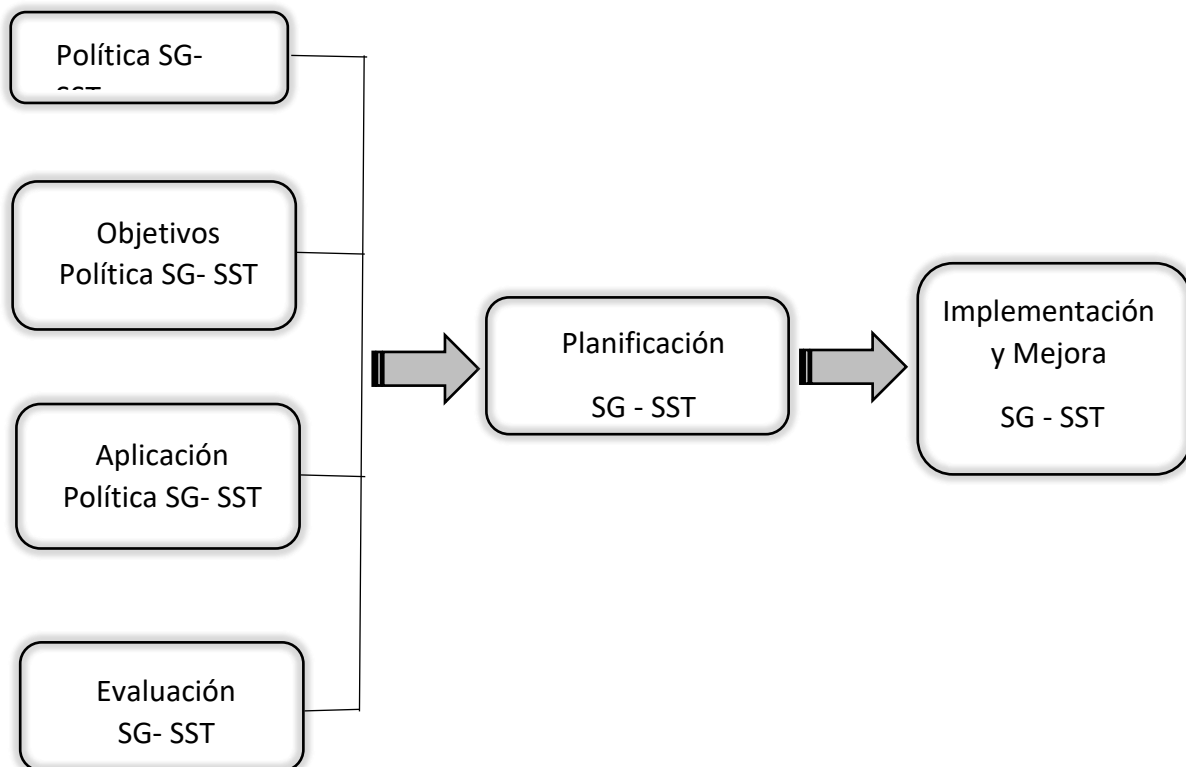 Política SG-
Objetivos
Política SG- SST
Aplicación
Política SG- SST
Evaluación
SG- SST
Planificación
SG - SST
Implementación
y Mejora
SG - SST